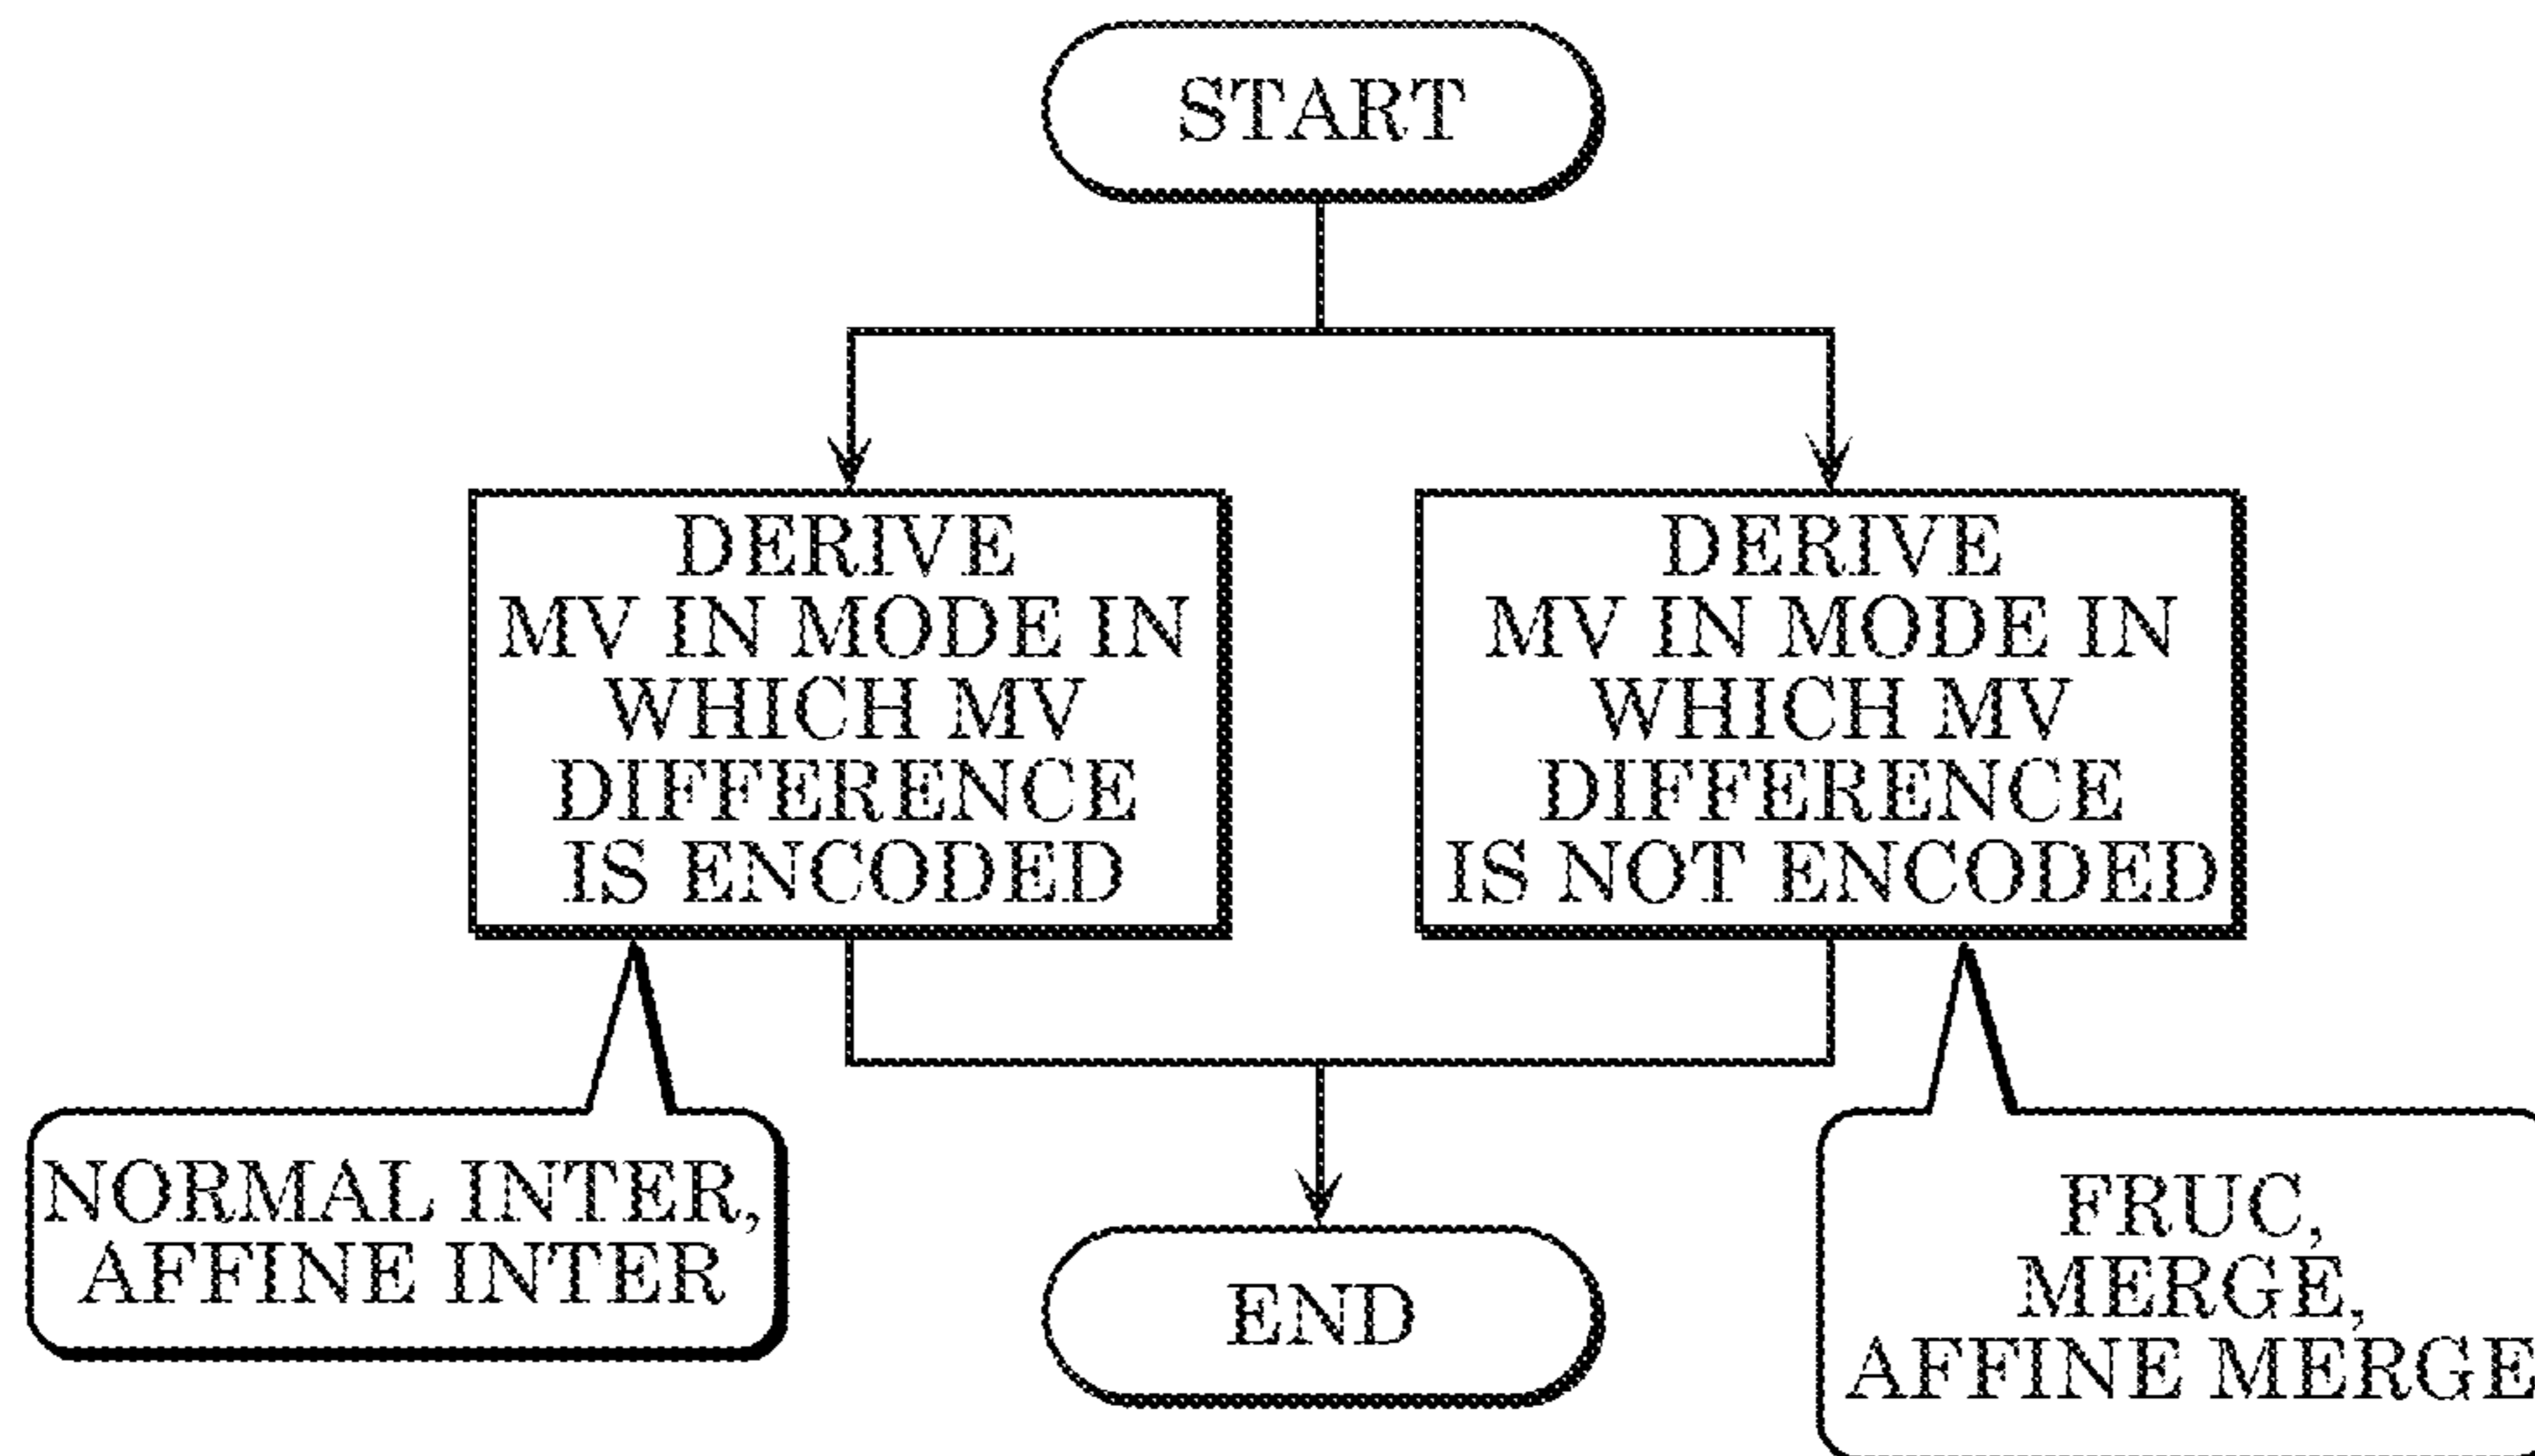 START
DERIVE
MV IN MODE IN
WHICH MV
DIFFERENCE
IS ENCODED
DERIVE
MV IN MODE IN
WHICH MV
DIFFERENCE
IS NOT ENCODED
NORMAL INTER,
AFFINE INTER
FRUC,
MERGE,
AFFINE MERGE
END